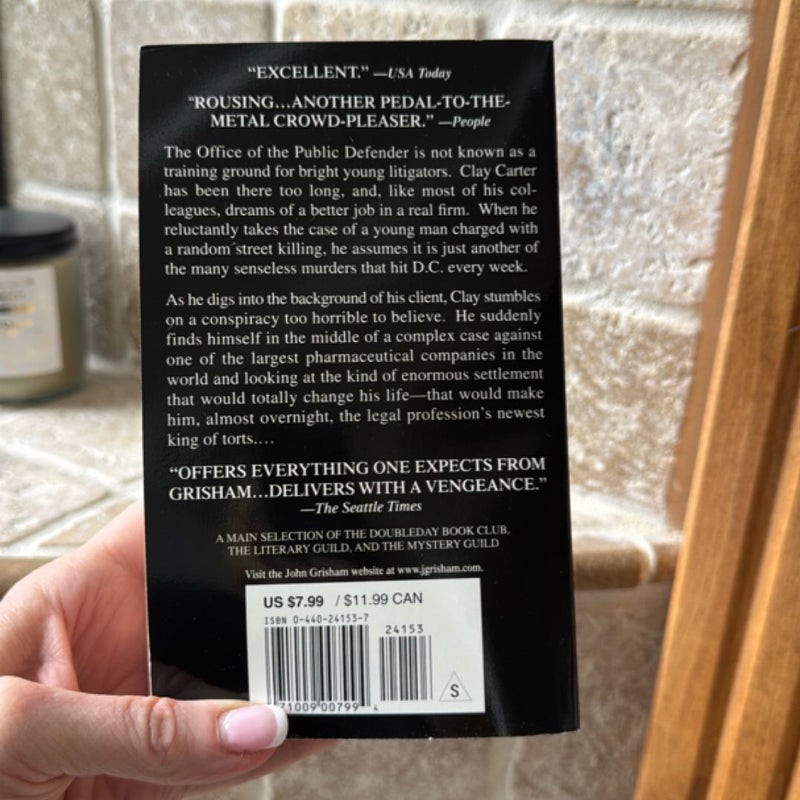 “EXCELLENT.” —USA Today
"ROUSING...ANOTHER PEDAL-TO-THE-
METAL CROWD-PLEASER.” —People
The Office of the Public Defender is not known as a
training ground for bright young litigators. Clay Carter
has been there too long, and, like most of his col-
leagues, dreams of a better job in a real firm. When he
reluctantly takes the case of a young man charged with
a random street killing, he assumes it is just another of
the many senseless murders that hit D.C. every week.
As he digs into the background of his client, Clay stumbles
on a conspiracy too horrible to believe. He suddenly
finds himself in the middle of a complex case against
one of the largest pharmaceutical companies in the
world and looking at the kind of enormous settlement
that would totally change his life—that would make
him, almost overnight, the legal profession’s newest
king of torts....
“OFFERS EVERYTHING ONE EXPECTS FROM
GRISHAM...DELIVERS WITH A VENGEANCE.”
—The Seattle Times
A MAIN SELECTION OF THE DOUBLEDAY BOOK CLUB,
THE LITERARY GUILD, AND THE MYSTERY GUILD
Visit the John Grisham website at www.jgrisham.com.
US $7.99 / $11.99 CAN
ISBN 0-440-24153-7
24153
71009 00799 4
S